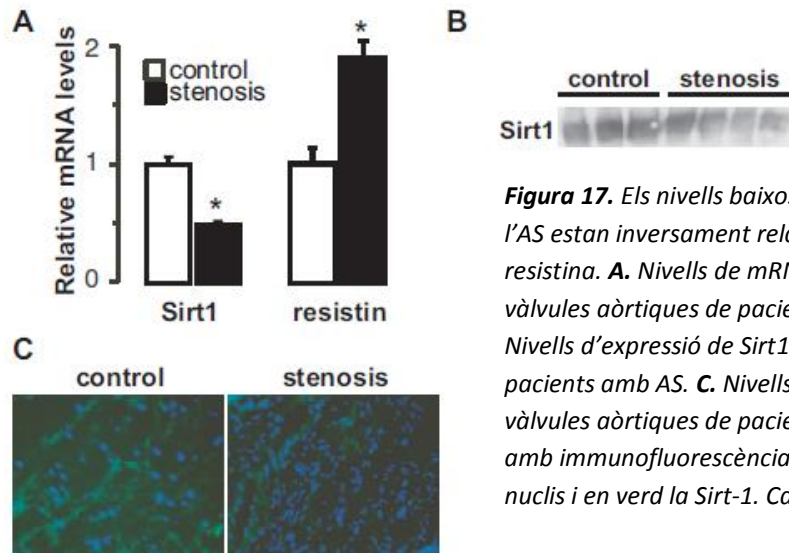 A
Relative mRNA levels
2
1
0
control
stenosis
*
*
Sirt1 resistin
B
control stenosis
Sirt1
Figura 17. Els nivells baixos
l'AS estan inversament rela
resistina. A. Nivells de mRN
vàlvules aòrtiques de pacie
Nivells d'expressió de Sirt1
pacients amb AS. C. Nivells
vàlvules aòrtiques de pacie
amb immunofluorescència
nuclis i en verd la Sirt-1. Ca
C
control stenosis